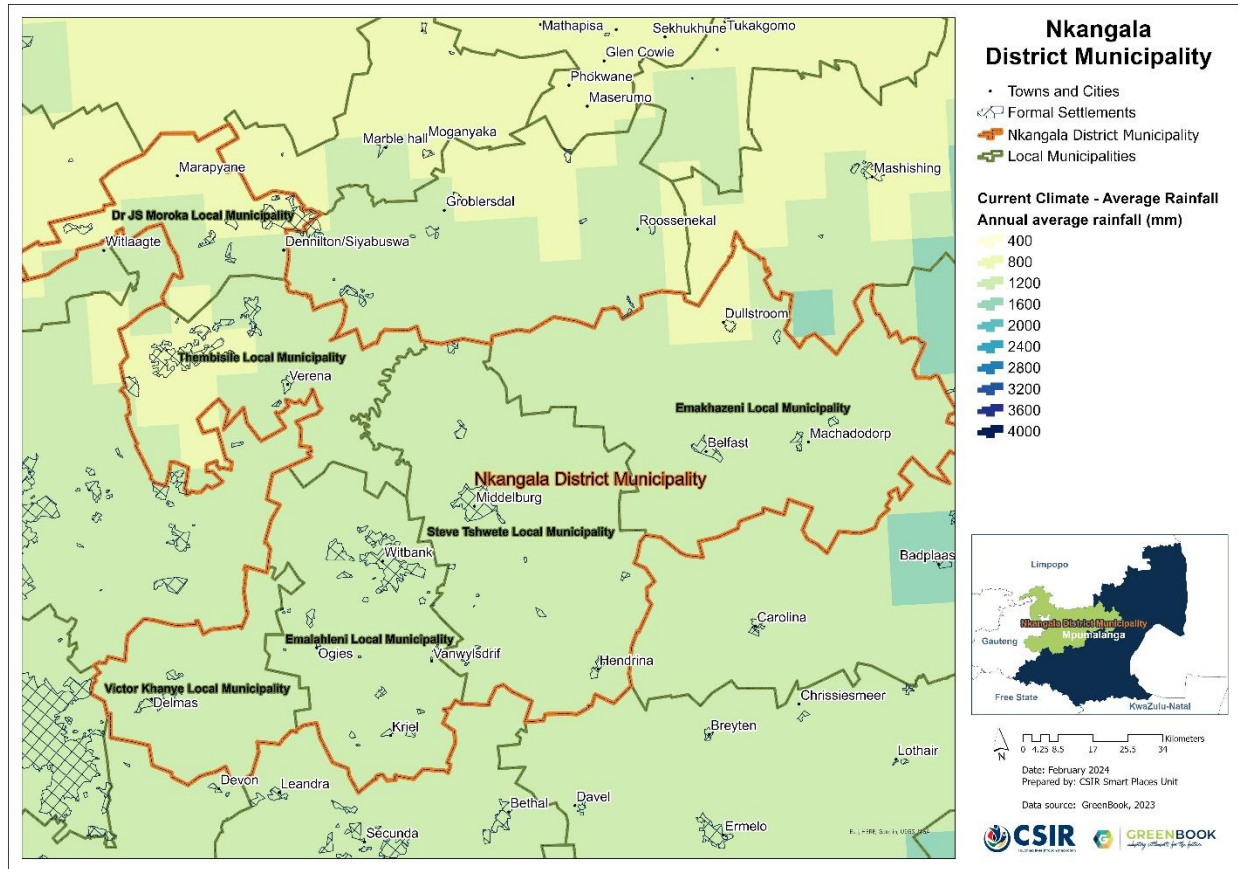 Nkangala
District Municipality
Towns and Cities
Formal Settlements
Nkangala District Municipality
Local Municipalities
Current Climate - Average Rainfall
Annual average rainfall (mm)
400
800
1200
1600
2000
2400
2800
3200
3600
4000
Mathapisa
Sekhukhune
Tukakgomo
Glen Cowie
Phokwane
Maserumo
Marble hall
Moganyaka
Marapyane
Mashishing
Groblersdal
Dr JS Moroka Local Municipality
Roossenekal
Witlaagte
Dennilton/Siyabuswa
Dullstroom
Thembisile Local Municipality
Verena
Emakhazeni Local Municipality
Machadodorp
Belfast
Nkangala District Municipality
Middelburg
Steve Tshwete Local Municipality
Witbank
Badplaas
Carolina
Emalahleni Local Municipality
Ogies
Vanwylsdrif
Hendrina
Victor Khanye Local Municipality
Delmas
Chrissiesmeer
Kriel
Breyten
Lothair
Devon
Leandra
Bethal
Davel
Secunda
Ermelo
Limpopo
Nkangala District Municipality
Mpumalanga
Gauteng
Free State
KwaZulu-Natal
N
Kilometers
0 4.25 8.5 17 25.5 34
Date: February 2024
Prepared by: CSIR Smart Places Unit
Data source: GreenBook, 2023
CSIR
GREENBOOK
adapting settlements for the future